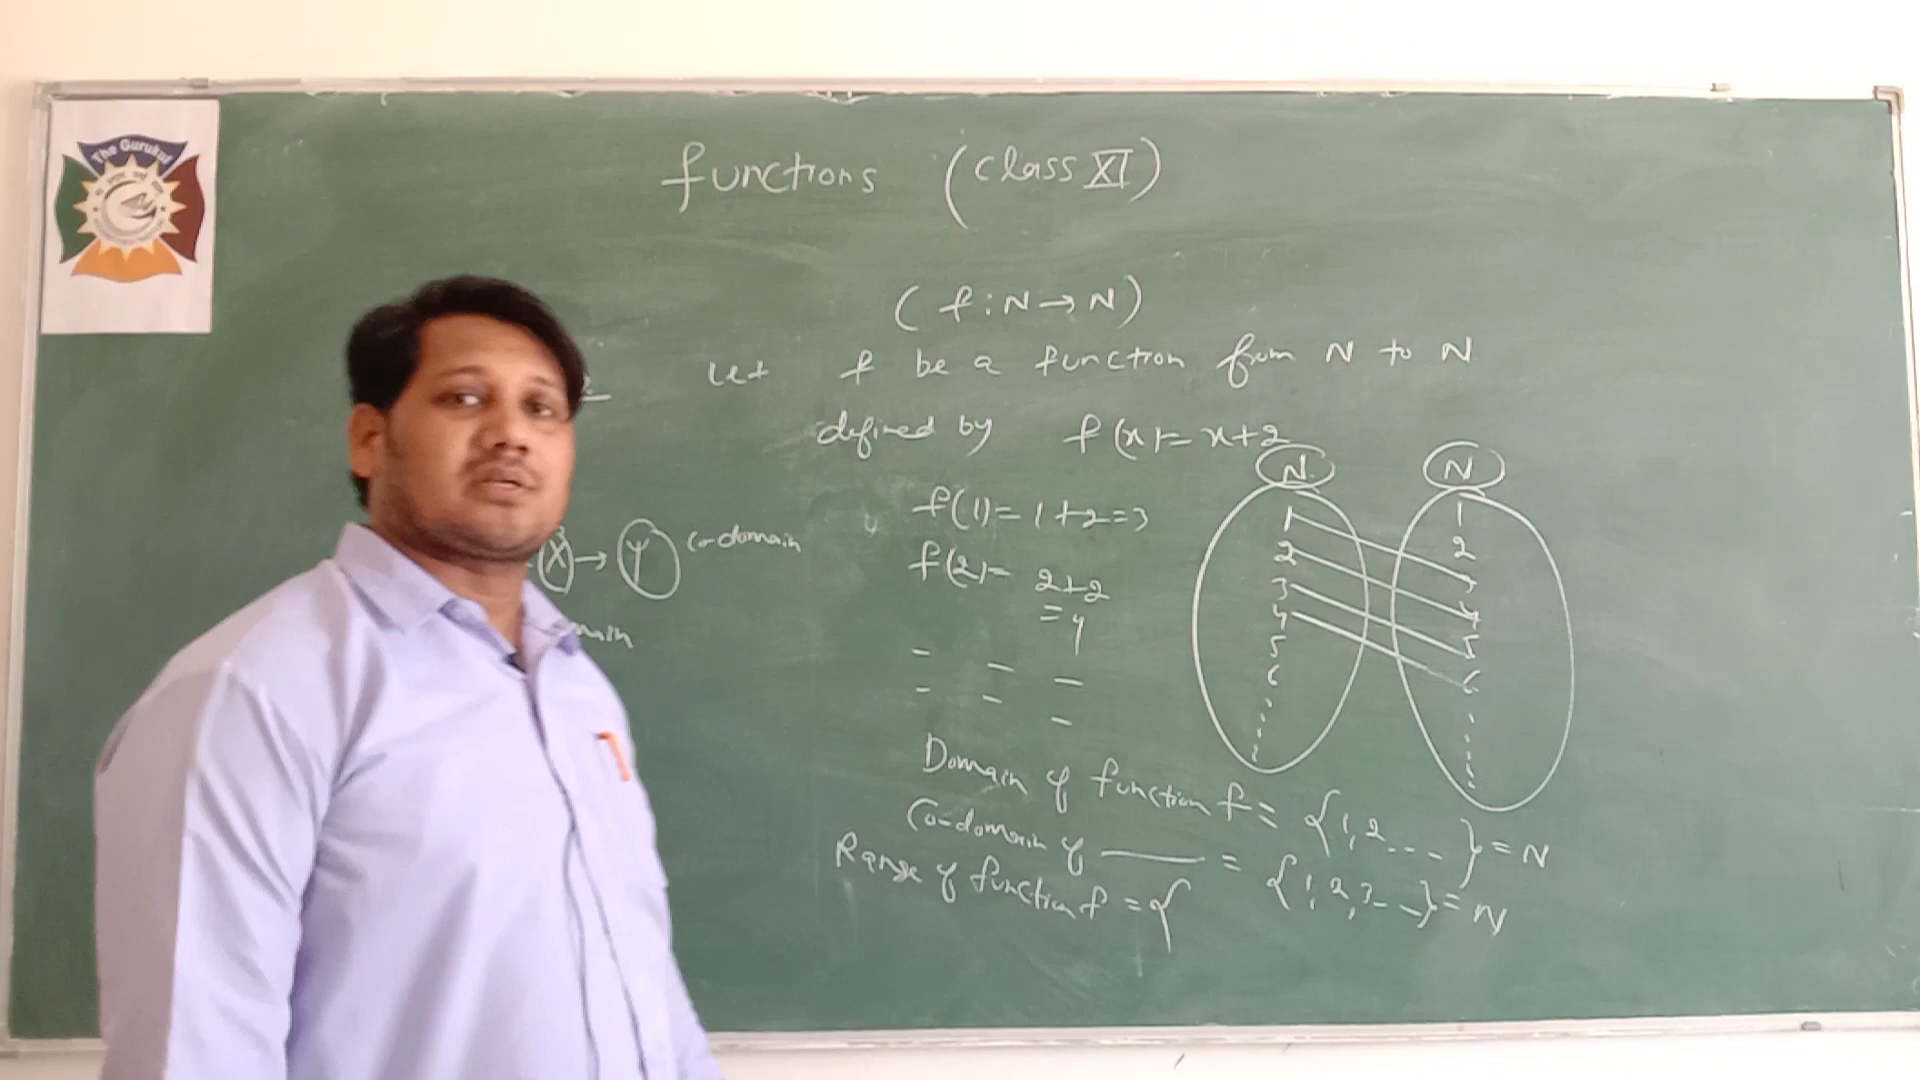 The Gurukul
functions (class XI)
(f : N → N)
Let f be a function from N to N
defined by f(x) = x+2
f(1) = 1+2 = 3
f(2) = 2+2
= 4
- - -
- - -
X → Y Co-domain
N N
1 1
2 2
3 3
4 4
5 5
6 6
Domain of function f = {1, 2 - - - } = N
Co-domain of ——— = {1, 2, 3 - - } = N
Range of function f = {